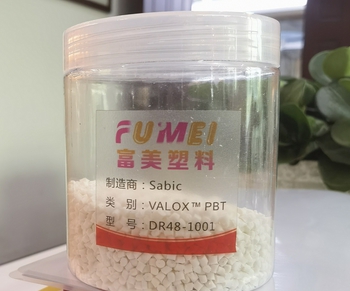 FUMEI
富美塑料
制造商：Sabic
类 别：VALOX™ PBT
型 号：DR48-1001